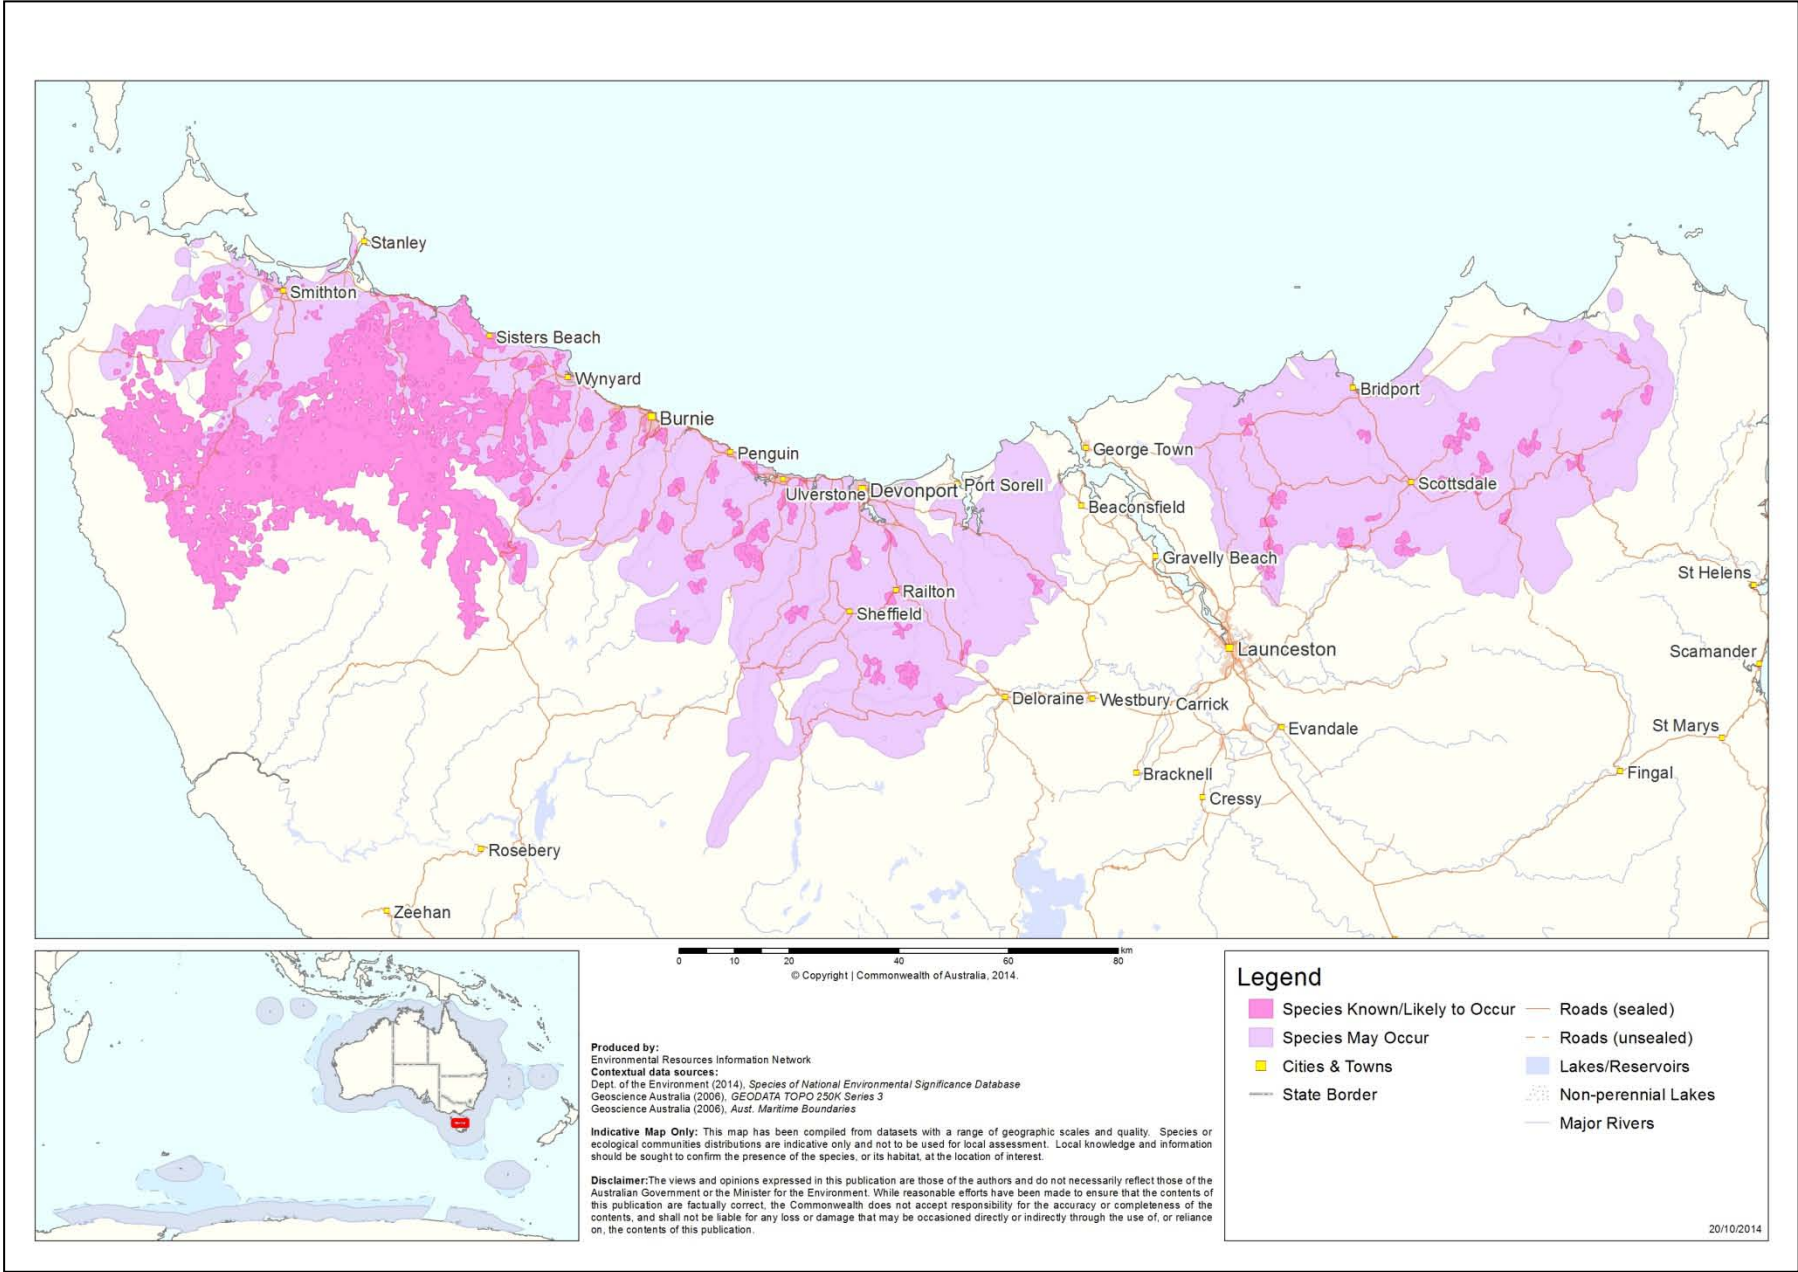 Stanley
Smithton
Sisters Beach
Wynyard
Burnie
Penguin
Ulverstone
Devonport
Port Sorell
George Town
Beaconsfield
Gravelly Beach
Bridport
Scottsdale
St Helens
Railton
Sheffield
Launceston
Scamander
Deloraine
Westbury
Carrick
Evandale
St Marys
Bracknell
Fingal
Cressy
Rosebery
Zeehan
0 10 20 40 60 80 km
© Copyright | Commonwealth of Australia, 2014.
Produced by:
Environmental Resources Information Network
Contextual data sources:
Dept. of the Environment (2014), Species of National Environmental Significance Database
Geoscience Australia (2006), GEODATA TOPO 250K Series 3
Geoscience Australia (2006), Aust. Maritime Boundaries
Indicative Map Only: This map has been compiled from datasets with a range of geographic scales and quality. Species or
ecological communities distributions are indicative only and not to be used for local assessment. Local knowledge and information
should be sought to confirm the presence of the species, or its habitat, at the location of interest.
Disclaimer:The views and opinions expressed in this publication are those of the authors and do not necessarily reflect those of the
Australian Government or the Minister for the Environment. While reasonable efforts have been made to ensure that the contents of
this publication are factually correct, the Commonwealth does not accept responsibility for the accuracy or completeness of the
contents, and shall not be liable for any loss or damage that may be occasioned directly or indirectly through the use of, or reliance
on, the contents of this publication.
Legend
Species Known/Likely to Occur
Species May Occur
Cities & Towns
State Border
Roads (sealed)
Roads (unsealed)
Lakes/Reservoirs
Non-perennial Lakes
Major Rivers
20/10/2014